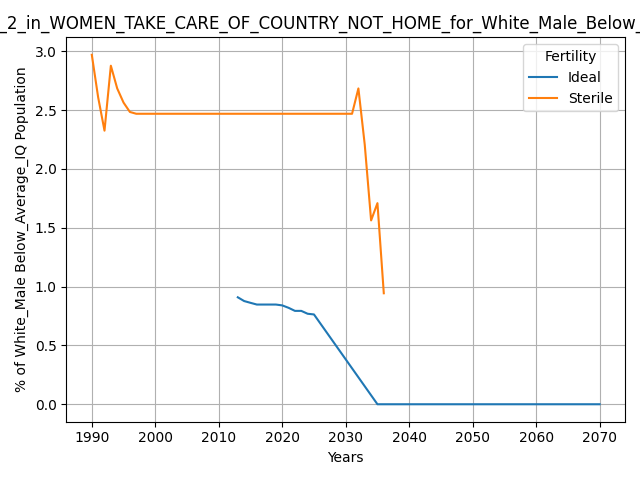 _2_in_WOMEN_TAKE_CARE_OF_COUNTRY_NOT_HOME_for_White_Male_Below_
Fertility
Ideal
Sterile
3.0
2.5
2.0
1.5
1.0
0.5
0.0
% of White_Male Below_Average_IQ Population
1990 2000 2010 2020 2030 2040 2050 2060 2070
Years